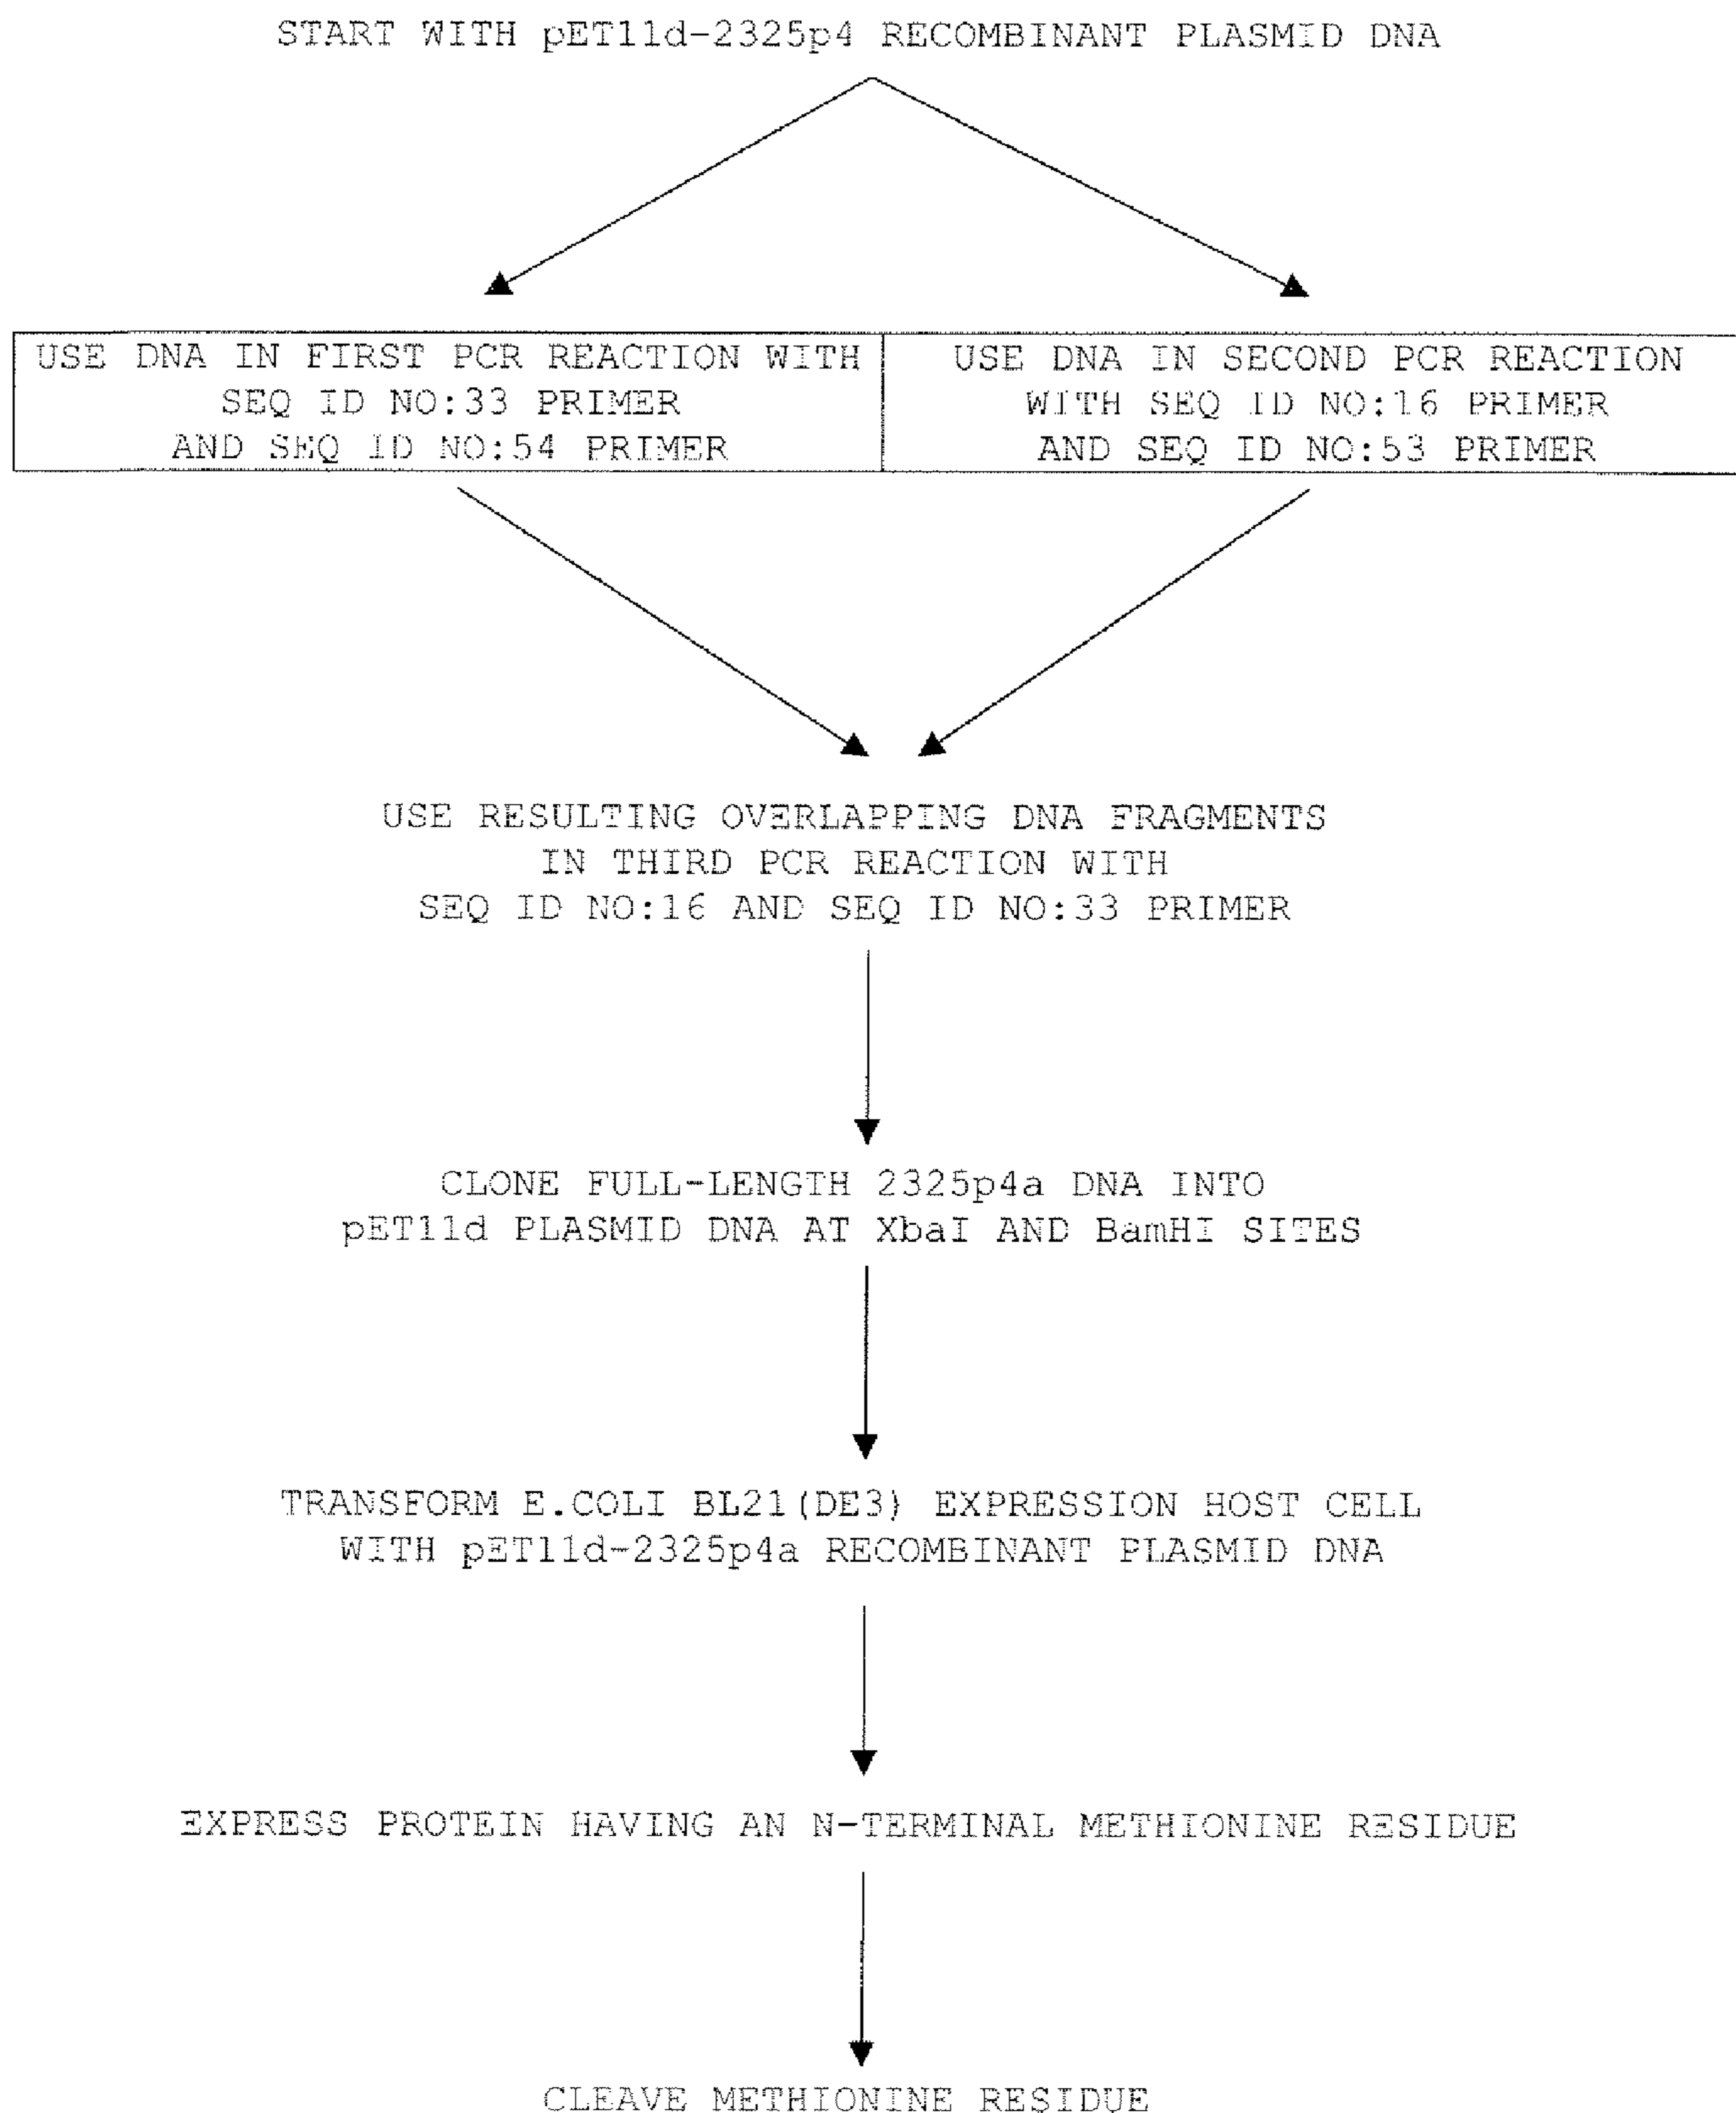 START WITH pET11d-2325p4 RECOMBINANT PLASMID DNA
USE DNA IN FIRST PCR REACTION WITH
SEQ ID NO:33 PRIMER
AND SEQ ID NO:54 PRIMER
USE DNA IN SECOND PCR REACTION
WITH SEQ ID NO:16 PRIMER
AND SEQ ID NO:53 PRIMER
USE RESULTING OVERLAPPING DNA FRAGMENTS
IN THIRD PCR REACTION WITH
SEQ ID NO:16 AND SEQ ID NO:33 PRIMER
CLONE FULL-LENGTH 2325p4a DNA INTO
pET11d PLASMID DNA AT XbaI AND BamHI SITES
TRANSFORM E.COLI BL21(DE3) EXPRESSION HOST CELL
WITH pET11d-2325p4a RECOMBINANT PLASMID DNA
EXPRESS PROTEIN HAVING AN N-TERMINAL METHIONINE RESIDUE
CLEAVE METHIONINE RESIDUE